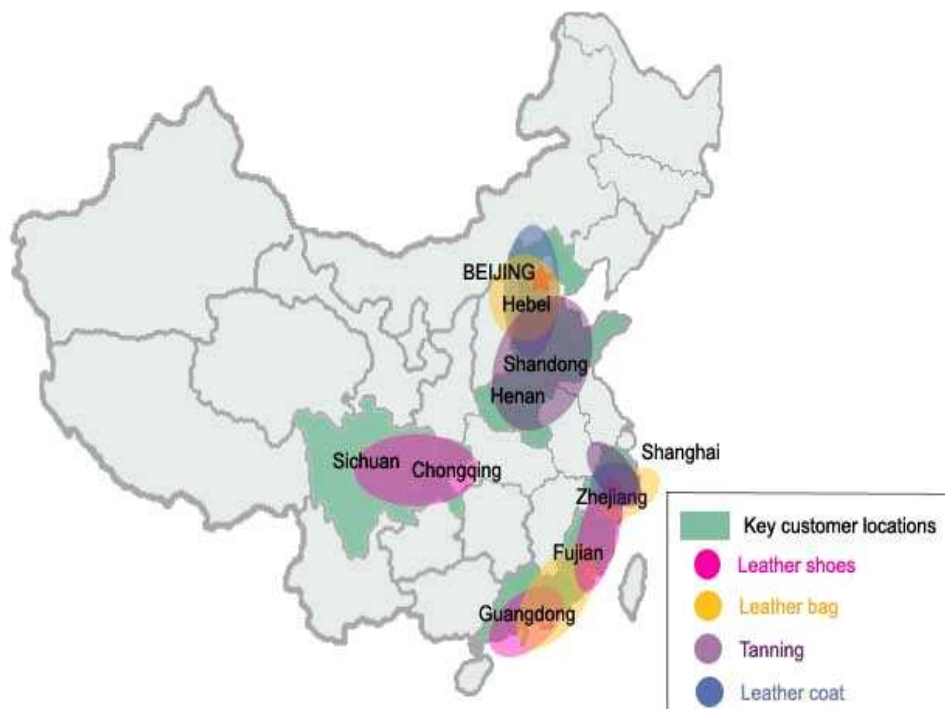 BEIJING
Hebel
Shandong
Henan
Sichuan
Chongqing
Shanghai
Zhejiang
Fujian
Guangdong
Key customer locations
Leather shoes
Leather bag
Tanning
Leather coat